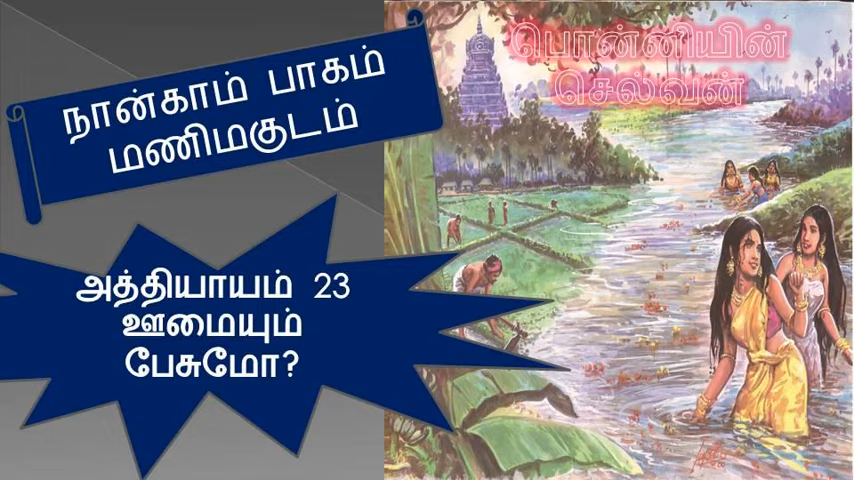 நான்காம் பாகம்
மணிமகுடம்
பொன்னியின்
செல்வன்
அத்தியாயம் 23
ஊமையும்
பேசுமோ?